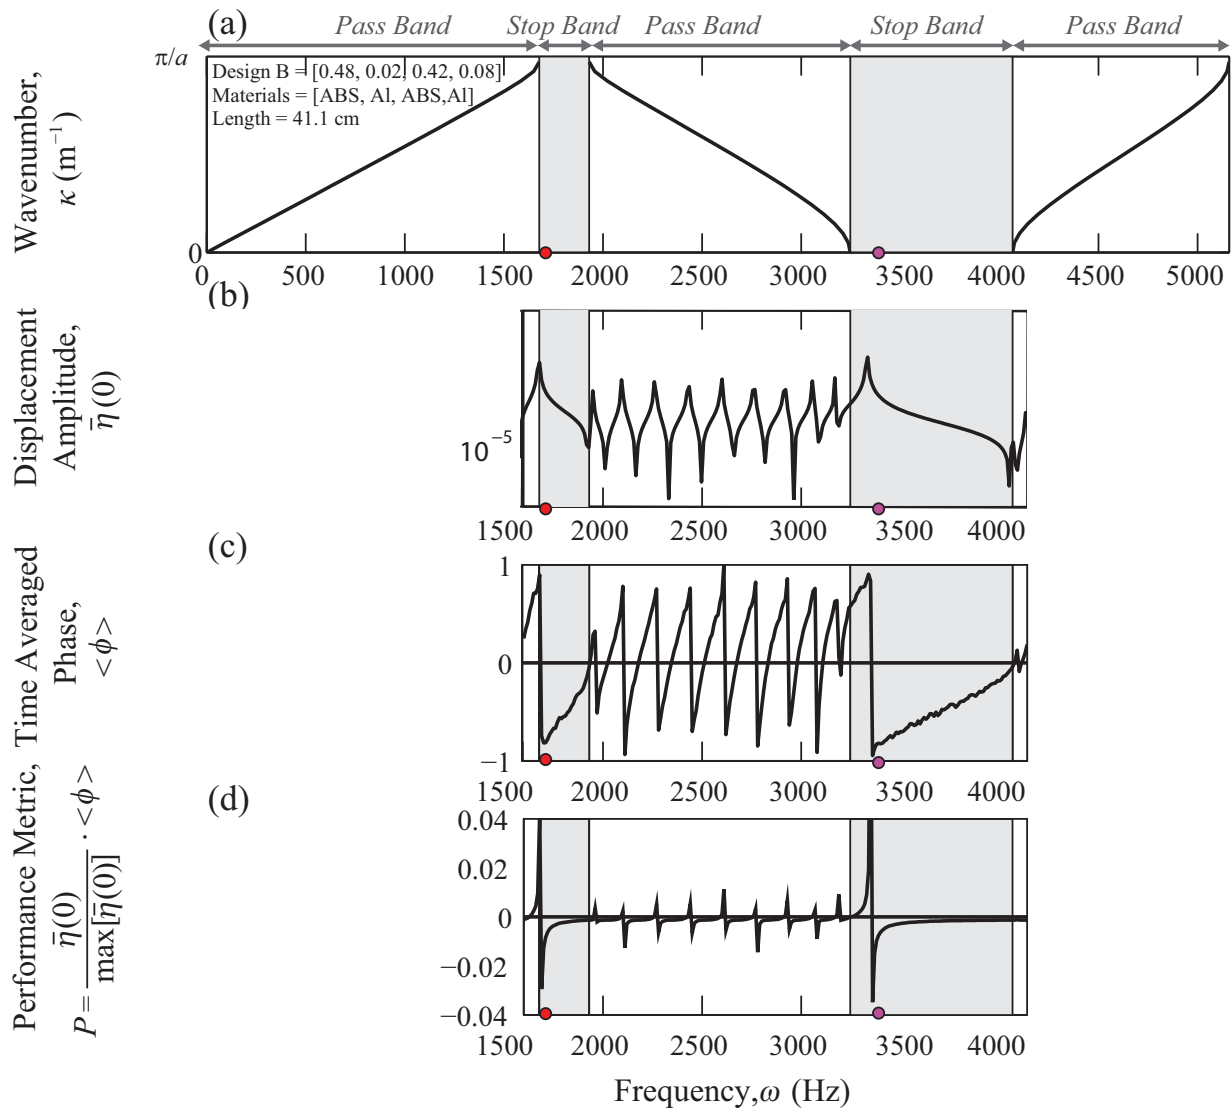 (a)
Pass Band
Stop Band
Pass Band
Stop Band
Pass Band
π/a
Design B = [0.48, 0.02, 0.42, 0.08]
Materials = [ABS, Al, ABS,Al]
Length = 41.1 cm
Wavenumber,
κ (m⁻¹)
0
0 500 1000 1500 2000 2500 3000 3500 4000 4500 5000
(b)
Displacement
Amplitude,
η̄(0)
10⁻⁵
1500 2000 2500 3000 3500 4000
(c)
Time Averaged
Phase,
<ϕ>
1
0
−1
1500 2000 2500 3000 3500 4000
(d)
Performance Metric,
P = η̄(0) / max[η̄(0)] · <ϕ>
0.04
0.02
0
−0.02
−0.04
1500 2000 2500 3000 3500 4000
Frequency,ω (Hz)